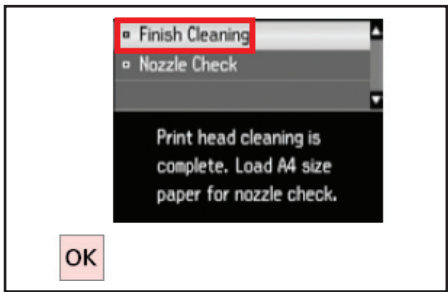 Finish Cleaning
Nozzle Check
Print head cleaning is
complete. Load A4 size
paper for nozzle check.
OK